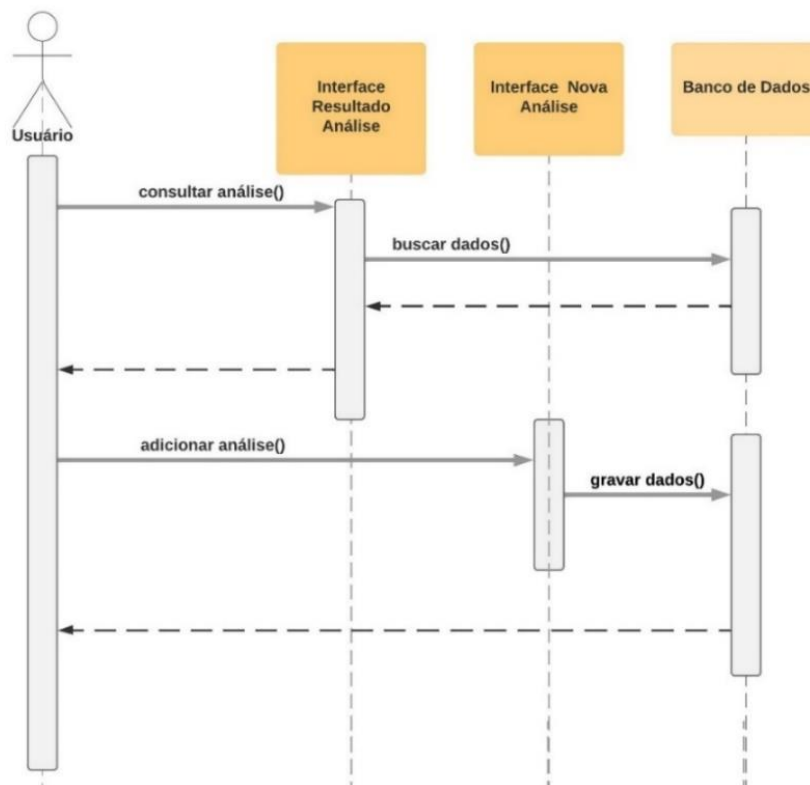 Interface
Resultado
Análise
Interface Nova
Análise
Banco de Dados
Usuário
consultar análise()
buscar dados()
adicionar análise()
gravar dados()